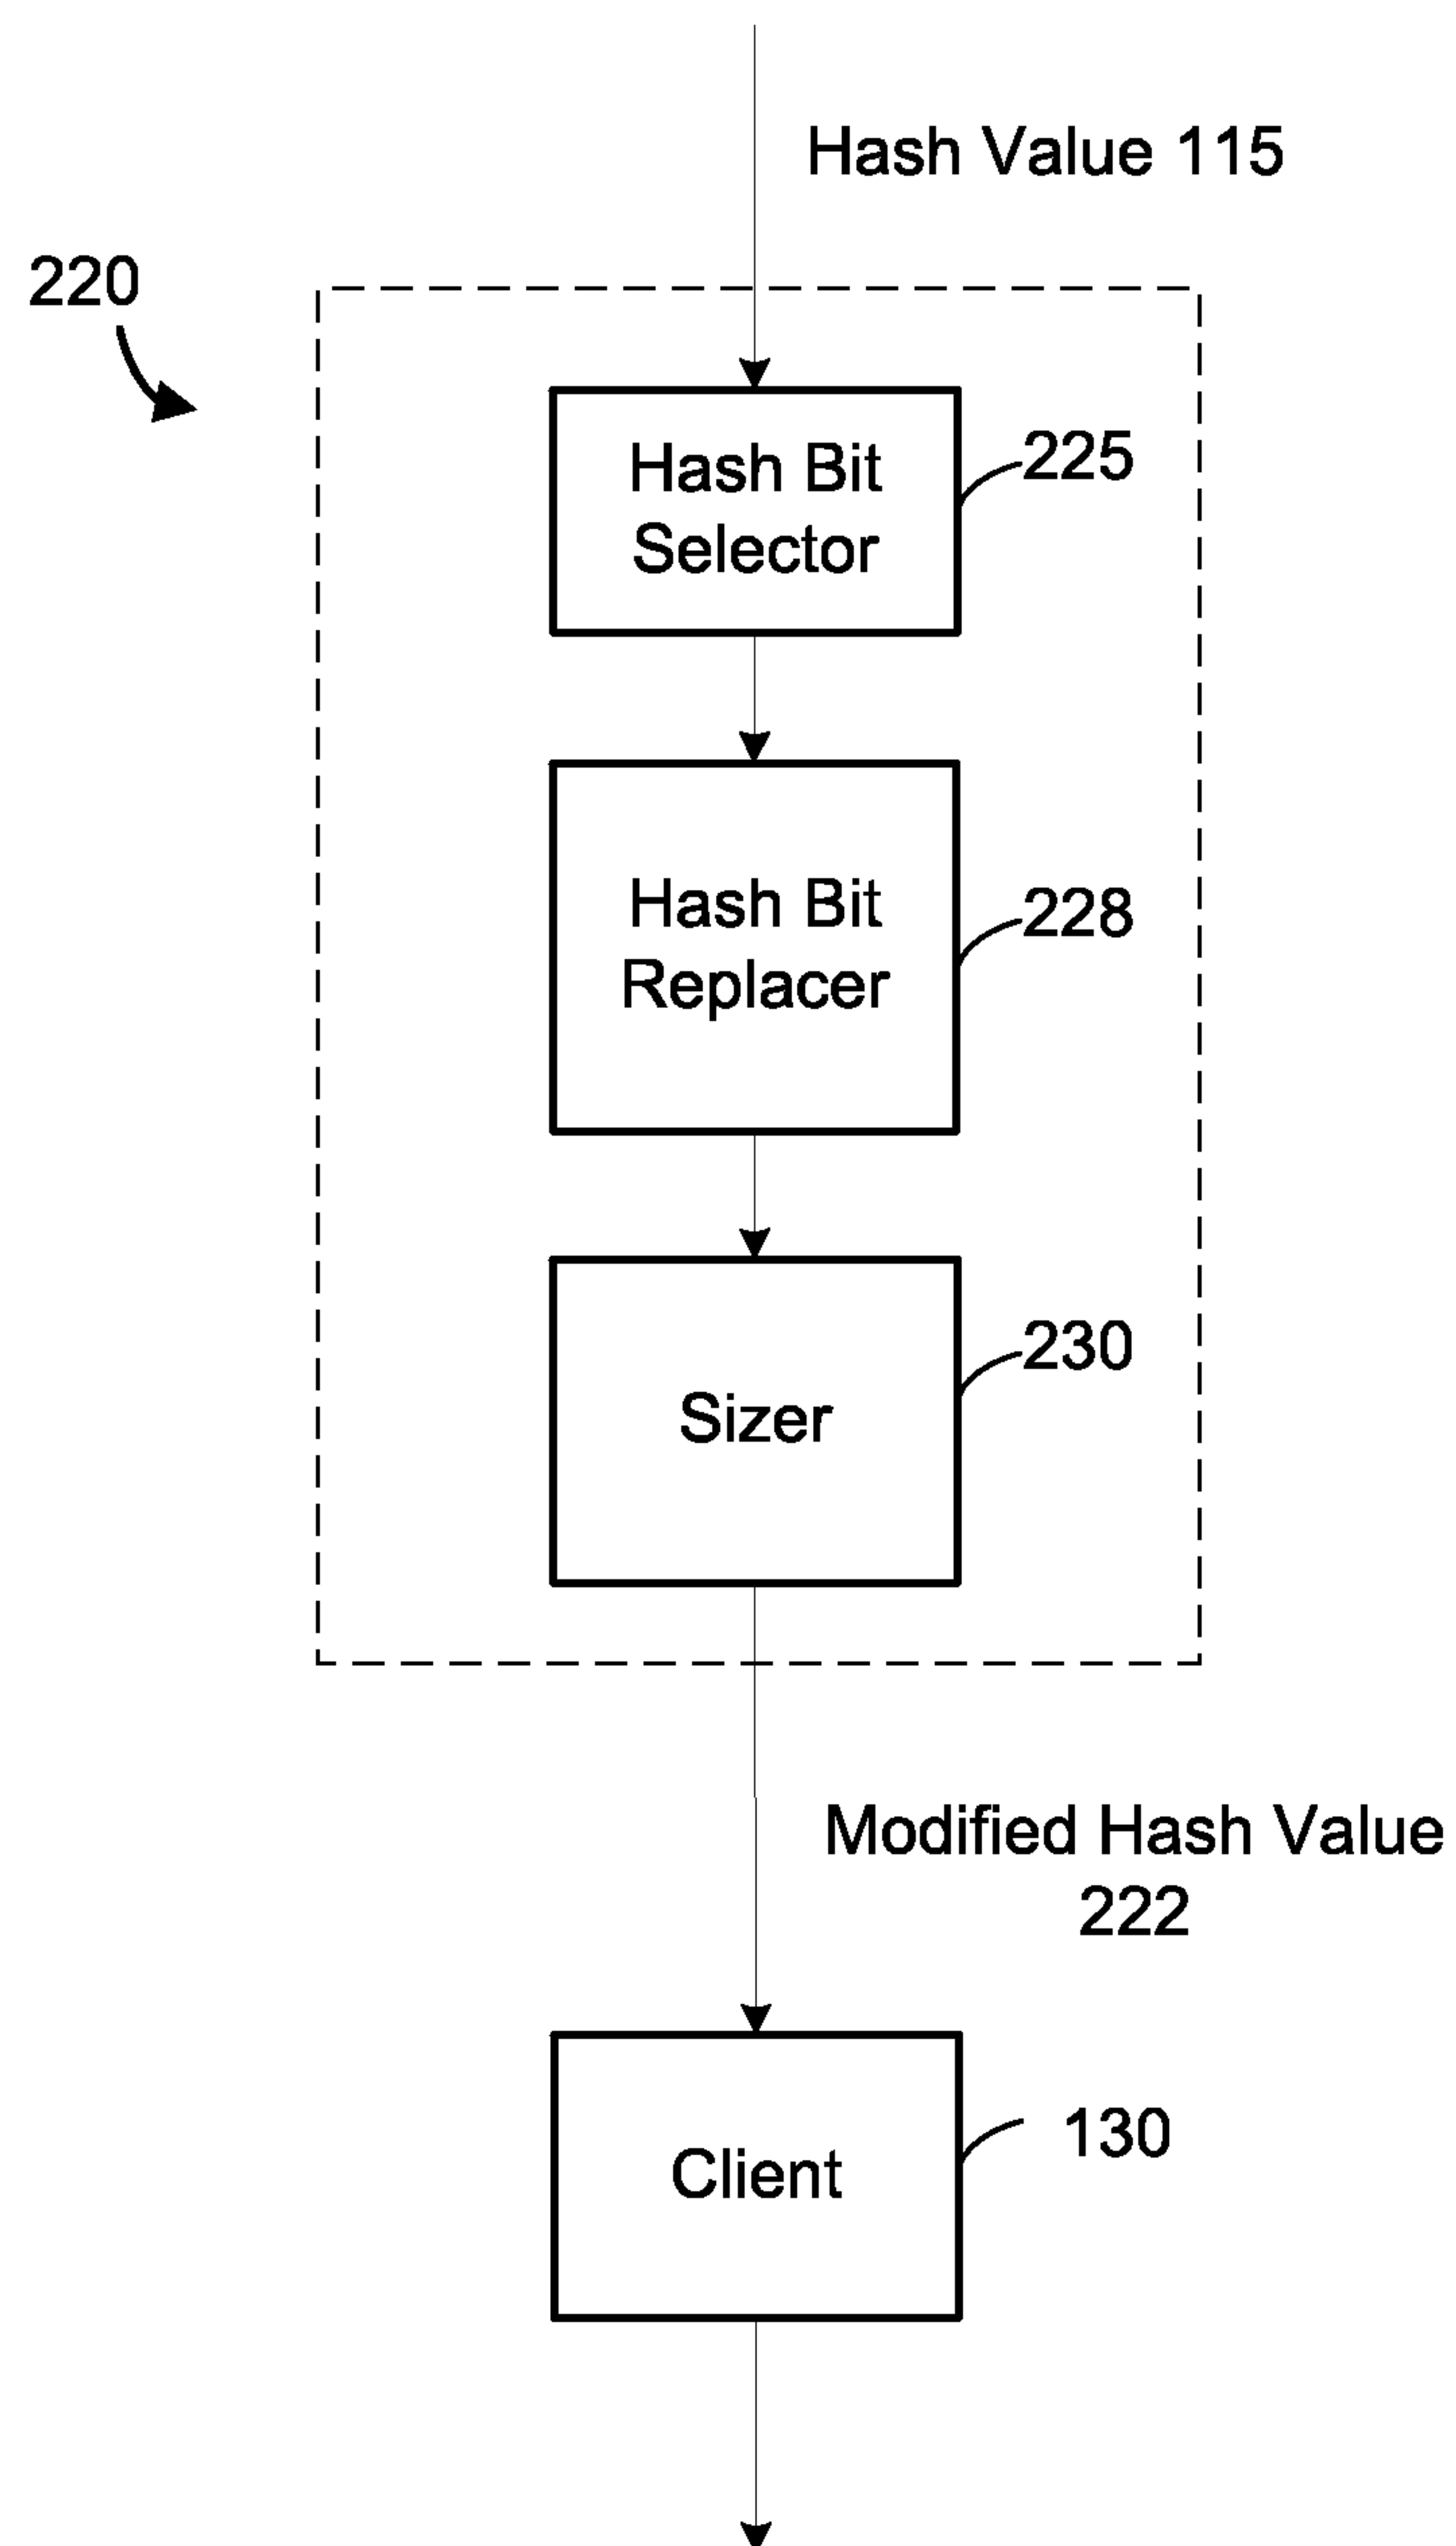 Hash Value 115
220
Hash Bit
Selector
225
Hash Bit
Replacer
228
Sizer
230
Modified Hash Value
222
Client
130